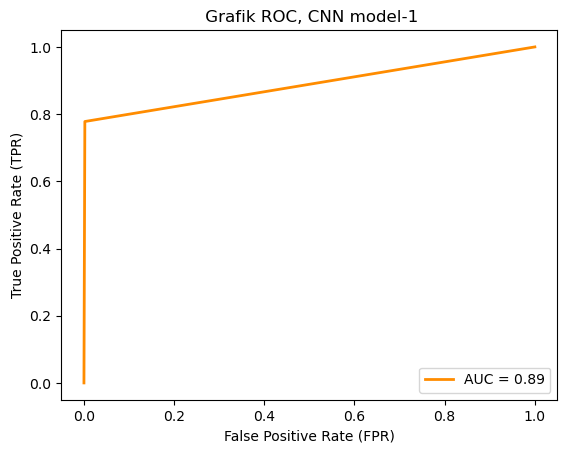 Grafik ROC, CNN model-1
1.0
0.8
0.6
0.4
0.2
0.0
True Positive Rate (TPR)
AUC = 0.89
0.0 0.2 0.4 0.6 0.8 1.0
False Positive Rate (FPR)